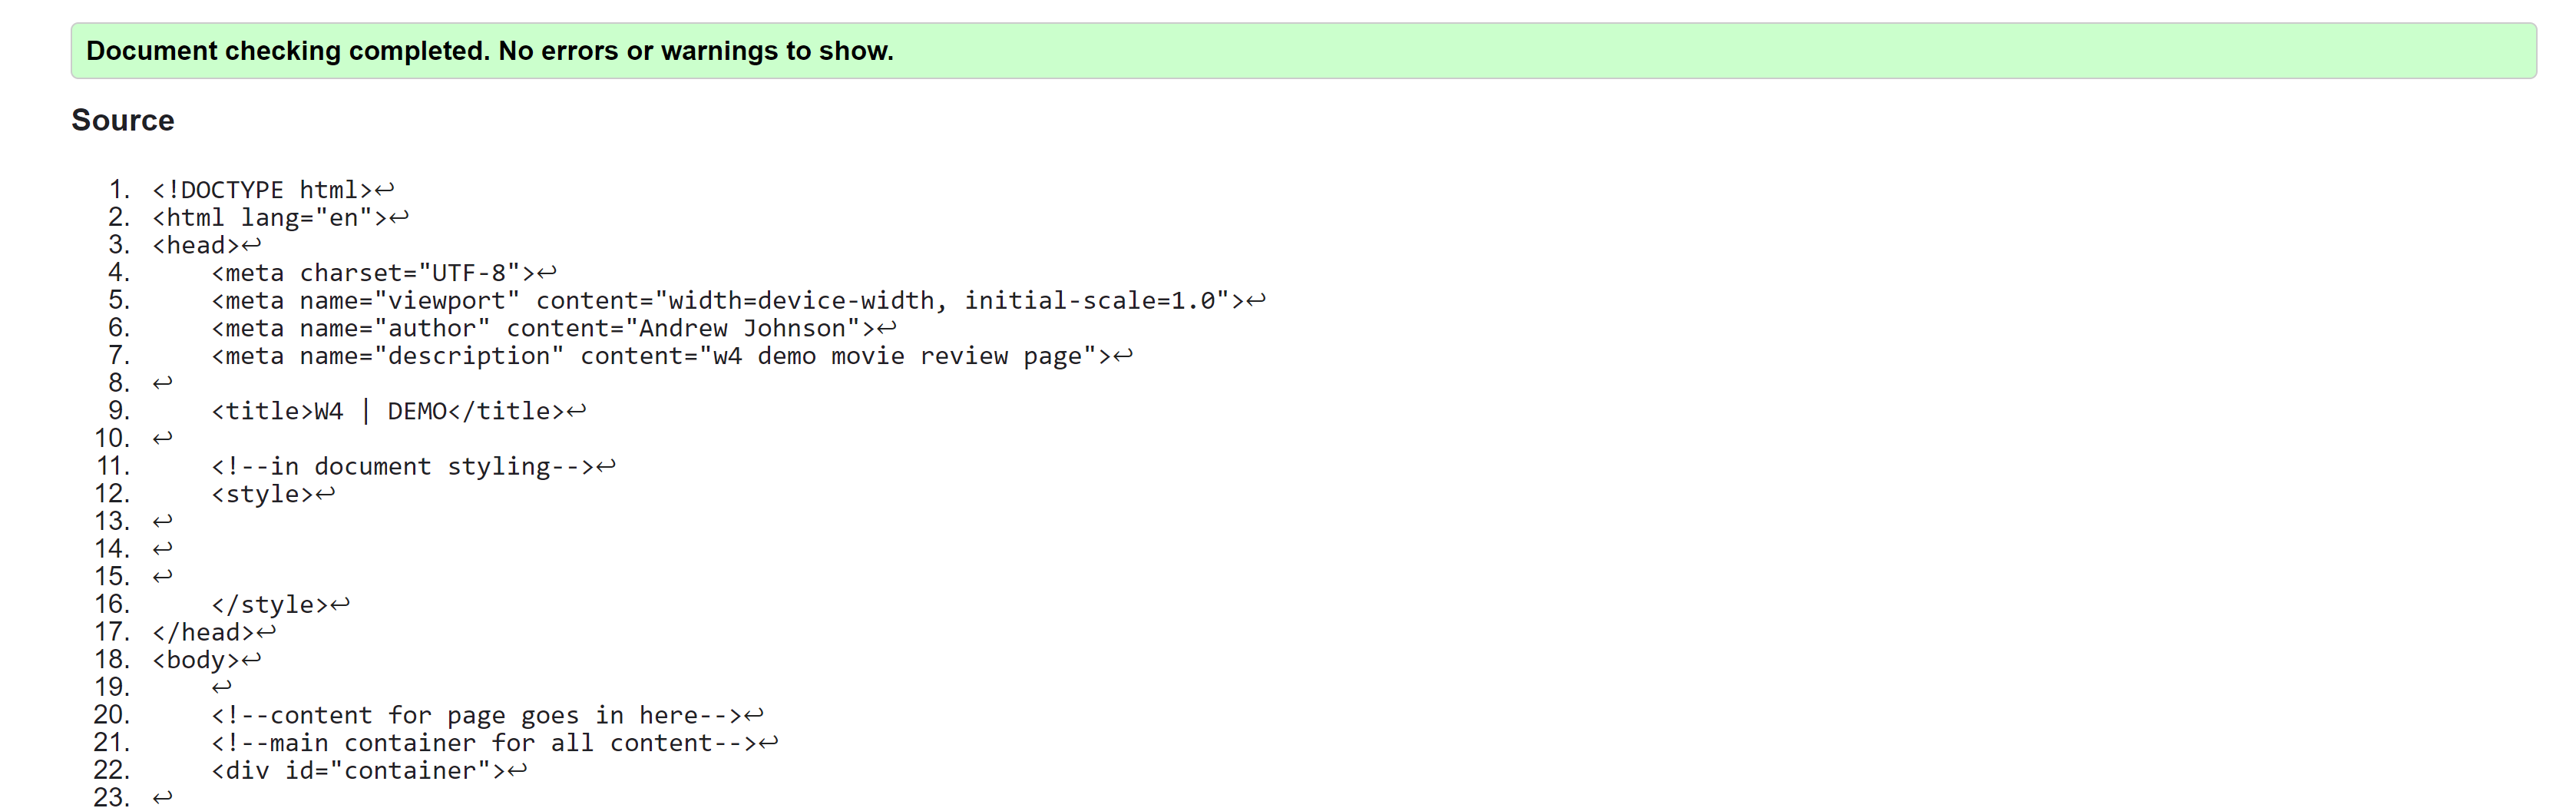 Document checking completed. No errors or warnings to show.
Source
1. <!DOCTYPE html>↩
2. <html lang="en">↩
3. <head>↩
4.     <meta charset="UTF-8">↩
5.     <meta name="viewport" content="width=device-width, initial-scale=1.0">↩
6.     <meta name="author" content="Andrew Johnson">↩
7.     <meta name="description" content="w4 demo movie review page">↩
8. ↩
9.     <title>W4 | DEMO</title>↩
10. ↩
11.     <!--in document styling-->↩
12.     <style>↩
13. ↩
14. ↩
15. ↩
16.     </style>↩
17. </head>↩
18. <body>↩
19.     ↩
20.     <!--content for page goes in here-->↩
21.     <!--main container for all content-->↩
22.     <div id="container">↩
23. ↩